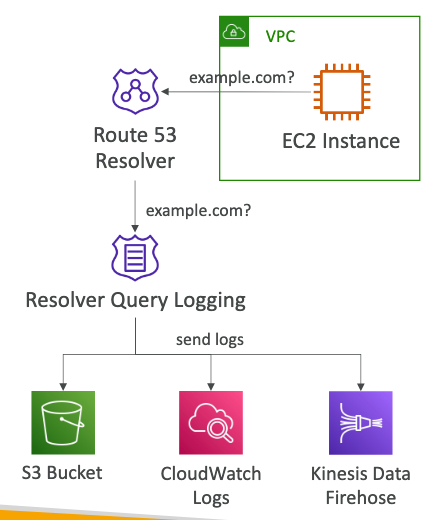 VPC
example.com?
Route 53
Resolver
EC2 Instance
example.com?
Resolver Query Logging
send logs
S3 Bucket
CloudWatch
Logs
Kinesis Data
Firehose